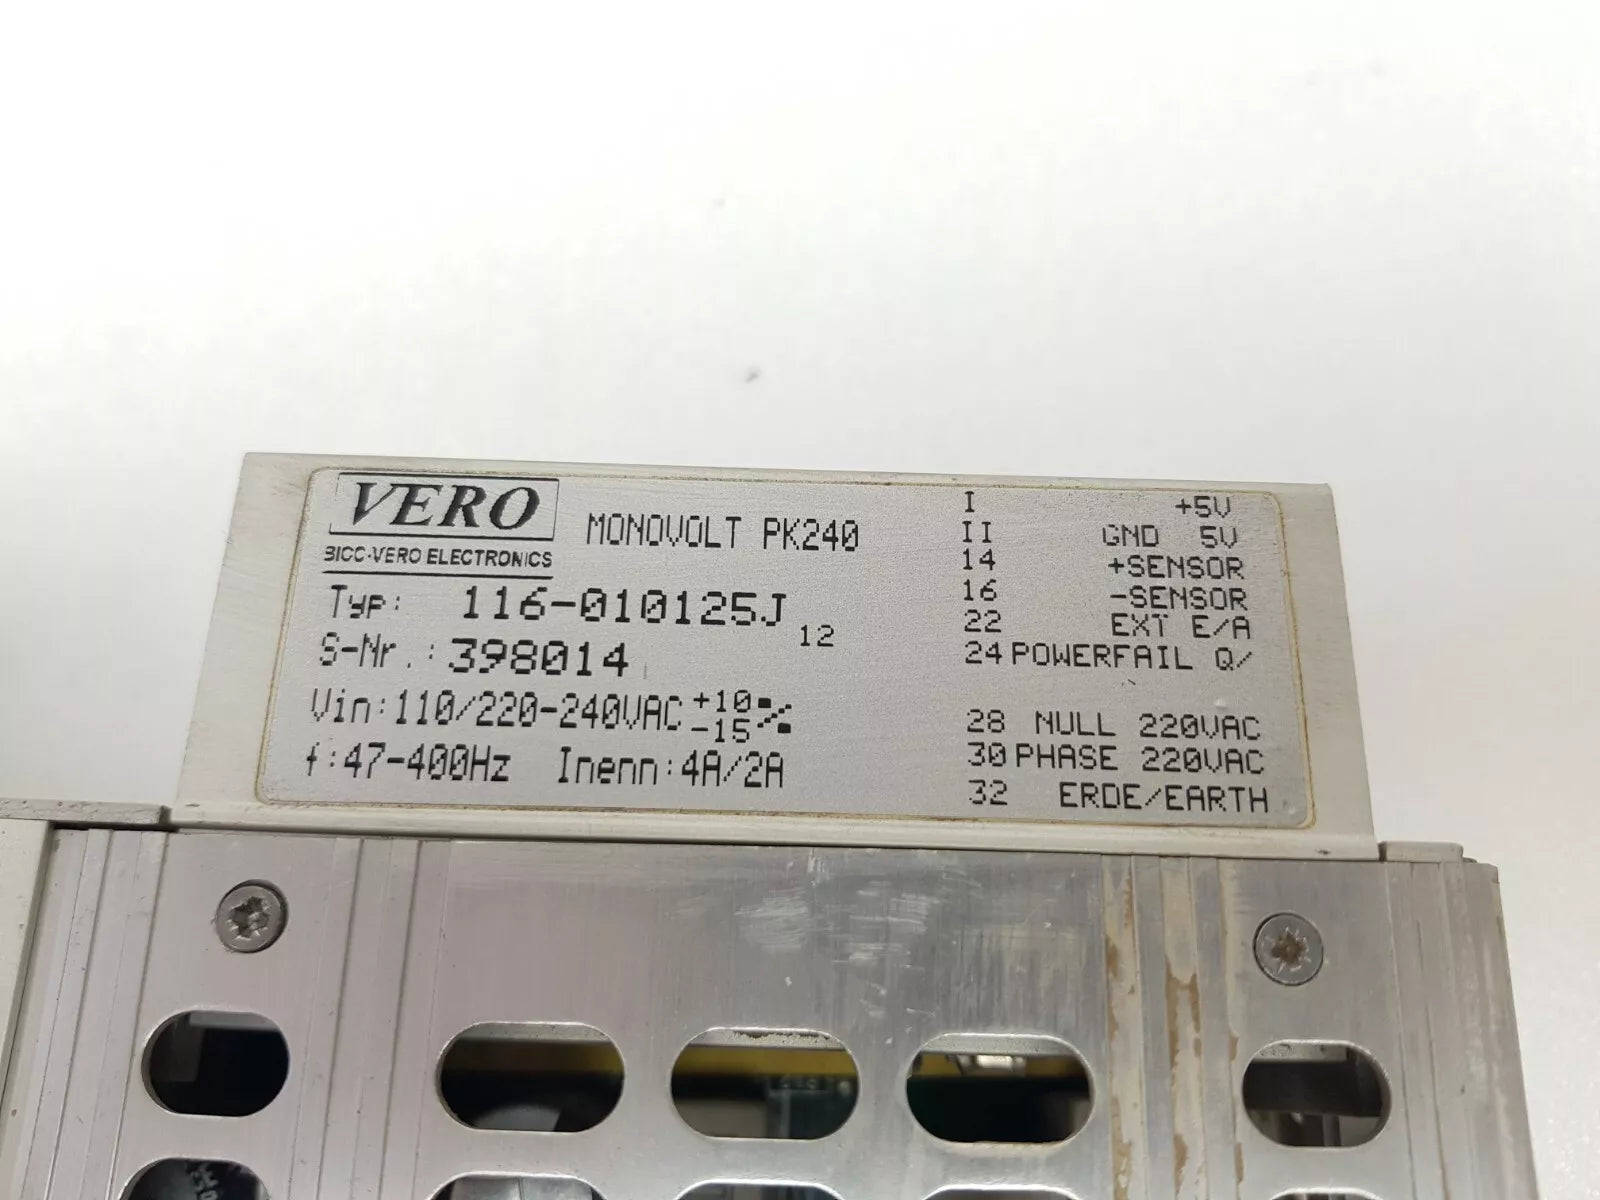 VERO
BICC-VERO ELECTRONICS
MONOVOLT PK240
Typ: 116-010125J
12
S-Nr.: 398014
Vin:110/220-240VAC +10
-15%
f:47-400Hz Inenn:4A/2A
I +5V
II GND 5V
14 +SENSOR
16 -SENSOR
22 EXT E/A
24 POWERFAIL Q/
28 NULL 220VAC
30 PHASE 220VAC
32 ERDE/EARTH